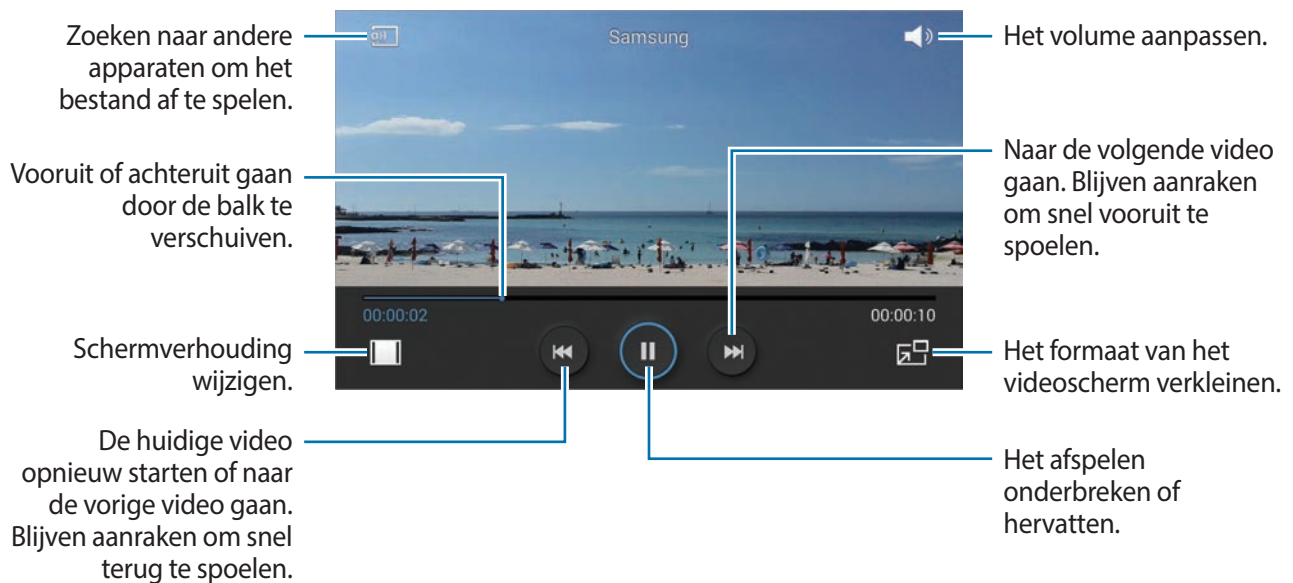 Zoeken naar andere
apparaten om het
bestand af te spelen.
Vooruit of achteruit gaan
door de balk te
verschuiven.
Schermverhouding
wijzigen.
De huidige video
opnieuw starten of naar
de vorige video gaan.
Blijven aanraken om snel
terug te spoelen.
Samsung
00:00:02
00:00:10
Het volume aanpassen.
Naar de volgende video
gaan. Blijven aanraken
om snel vooruit te
spoelen.
Het formaat van het
videoscherm verkleinen.
Het afspelen
onderbreken of
hervatten.